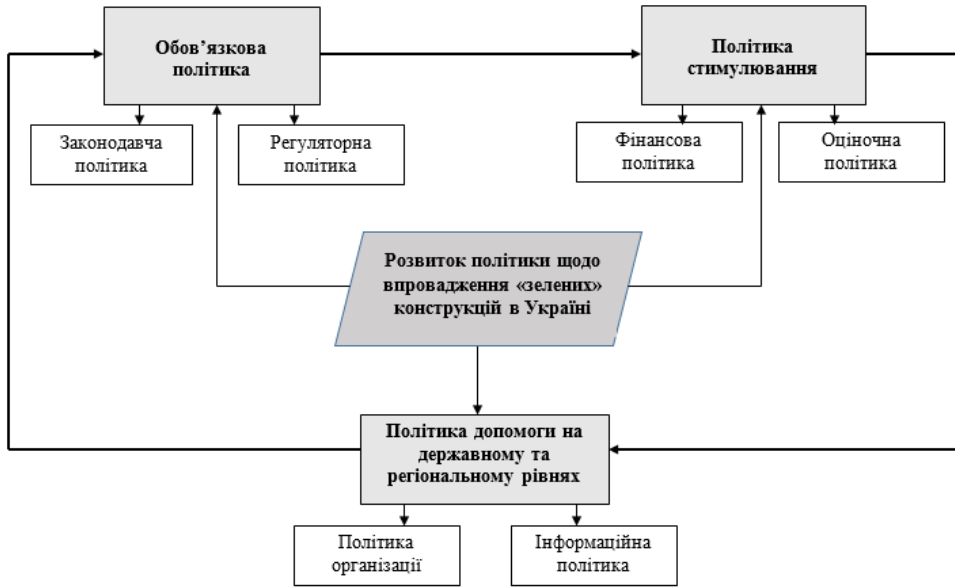 Обов’язкова
політика
Політика
стимулювання
Законодавча
політика
Регуляторна
політика
Фінансова
політика
Оціночна
політика
Розвиток політики щодо
впровадження «зелених»
конструкцій в Україні
Політика допомоги на
державному та
регіональному рівнях
Політика
організації
Інформаційна
політика